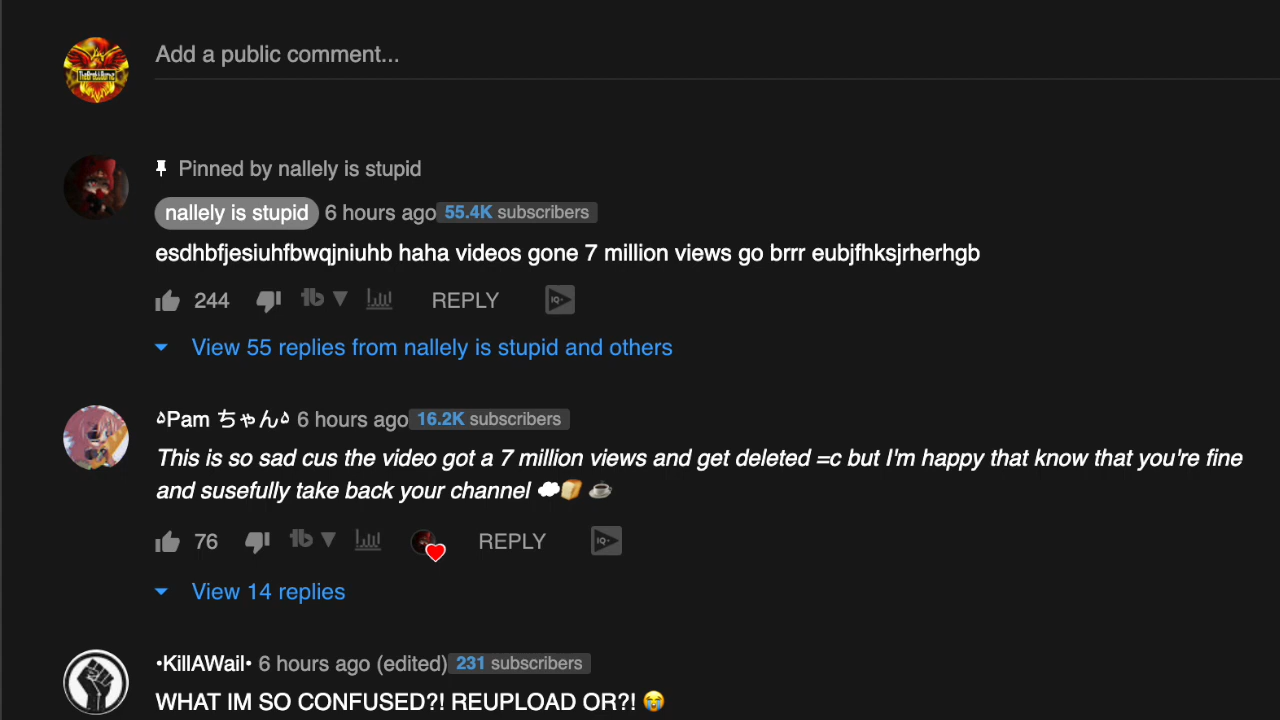 Add a public comment...
Pinned by nallely is stupid
nallely is stupid 6 hours ago 55.4K subscribers
esdhbfjesiuhfbwqjniuhb haha videos gone 7 million views go brrr eubjfhksjrherhgb
244 REPLY IQ+
View 55 replies from nallely is stupid and others
۵Pam ちゃん۵ 6 hours ago 16.2K subscribers
This is so sad cus the video got a 7 million views and get deleted =c but I'm happy that know that you're fine
and susefully take back your channel 💭🍞 ☕
76 REPLY IQ+
View 14 replies
•KillAWail• 6 hours ago (edited) 231 subscribers
WHAT IM SO CONFUSED?! REUPLOAD OR?! 😭